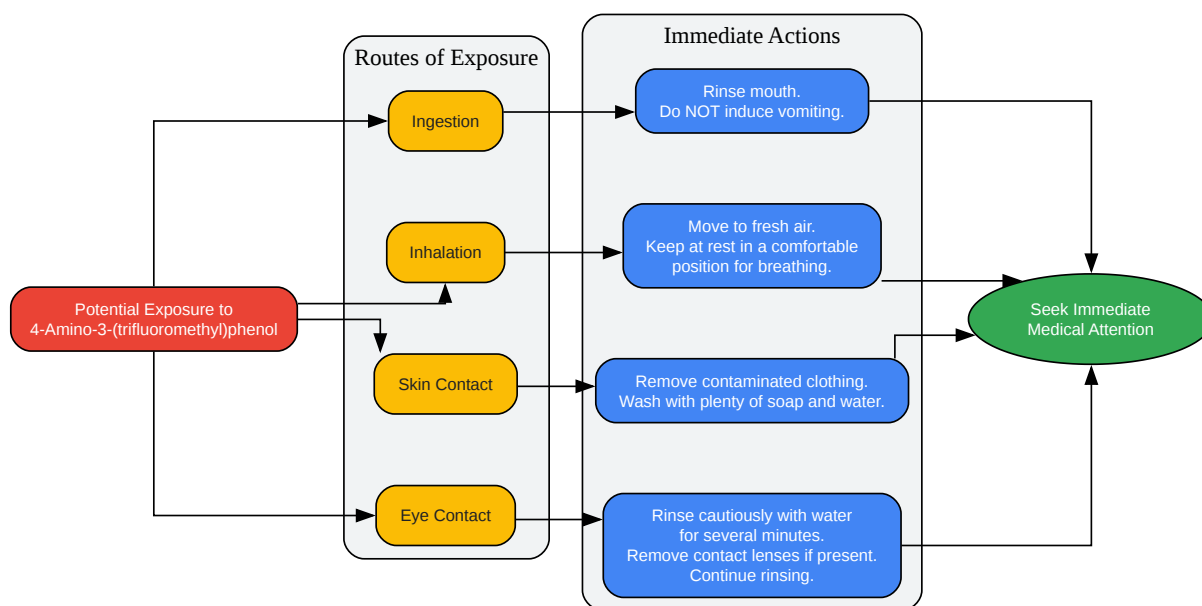 Routes of Exposure
Immediate Actions
Ingestion
Rinse mouth.
Do NOT induce vomiting.
Inhalation
Move to fresh air.
Keep at rest in a comfortable
position for breathing.
Potential Exposure to
4-Amino-3-(trifluoromethyl)phenol
Seek Immediate
Medical Attention
Skin Contact
Remove contaminated clothing.
Wash with plenty of soap and water.
Eye Contact
Rinse cautiously with water
for several minutes.
Remove contact lenses if present.
Continue rinsing.